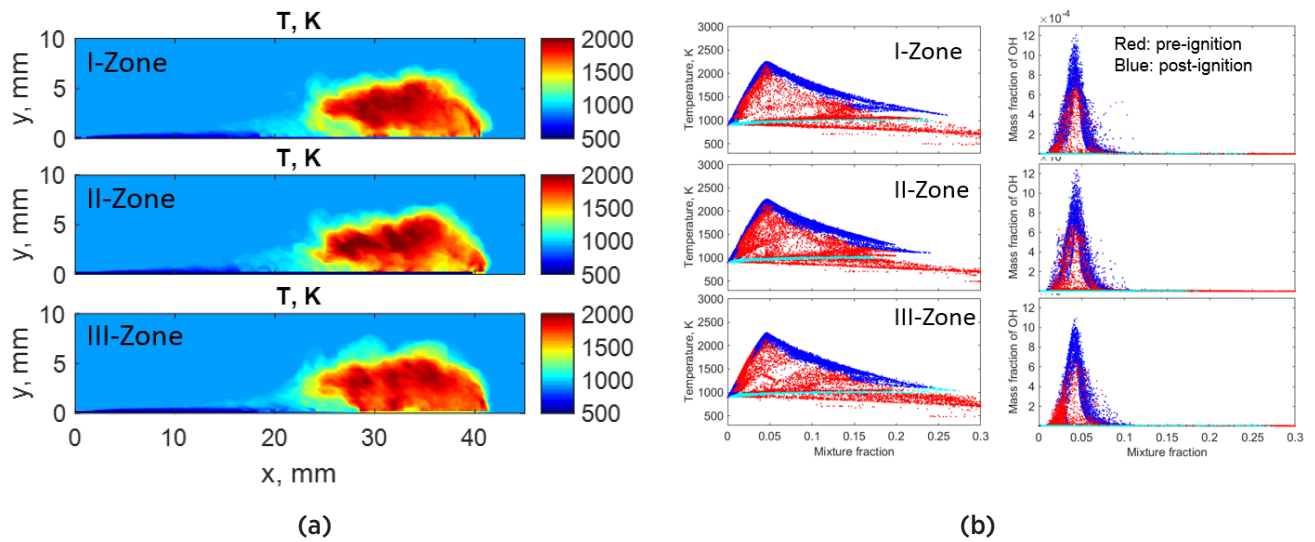 T, K
10
I-Zone
y, mm
5
0
2000
1500
1000
500
T, K
10
II-Zone
y, mm
5
0
2000
1500
1000
500
T, K
10
III-Zone
y, mm
5
0
2000
1500
1000
500
0 10 20 30 40
x, mm
(a)
3000
2500
2000
1500
1000
500
Temperature, K
I-Zone
3000
2500
2000
1500
1000
500
Temperature, K
II-Zone
3000
2500
2000
1500
1000
500
Temperature, K
III-Zone
0 0.05 0.1 0.15 0.2 0.25 0.3
Mixture fraction
×10-4
12
10
8
6
4
2
Mass fraction of OH
Red: pre-ignition
Blue: post-ignition
12
10
8
6
4
2
Mass fraction of OH
12
10
8
6
4
2
Mass fraction of OH
0 0.05 0.1 0.15 0.2 0.25 0.3
Mixture fraction
(b)